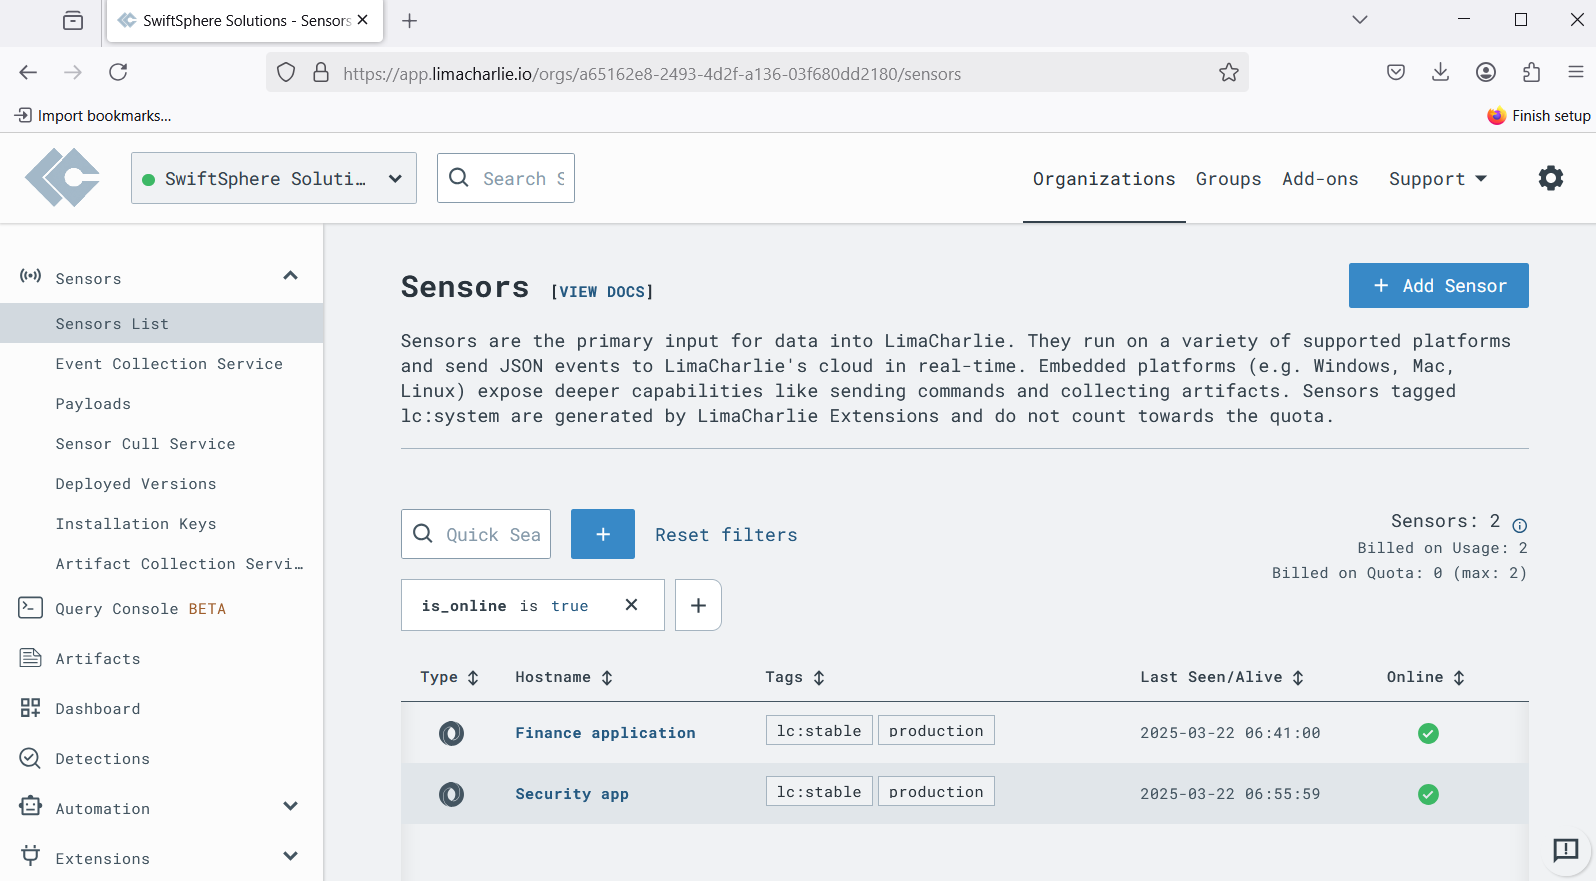 SwiftSphere Solutions - Sensors
https://app.limacharlie.io/orgs/a65162e8-2493-4d2f-a136-03f680dd2180/sensors
Import bookmarks...
Finish setup
SwiftSphere Soluti...
Search S
Organizations
Groups
Add-ons
Support
Sensors
Sensors List
Event Collection Service
Payloads
Sensor Cull Service
Deployed Versions
Installation Keys
Artifact Collection Servi...
Query Console BETA
Artifacts
Dashboard
Detections
Automation
Extensions
Sensors [VIEW DOCS]
+ Add Sensor
Sensors are the primary input for data into LimaCharlie. They run on a variety of supported platforms
and send JSON events to LimaCharlie's cloud in real-time. Embedded platforms (e.g. Windows, Mac,
Linux) expose deeper capabilities like sending commands and collecting artifacts. Sensors tagged
lc:system are generated by LimaCharlie Extensions and do not count towards the quota.
Quick Sea
+
Reset filters
Sensors: 2
Billed on Usage: 2
Billed on Quota: 0 (max: 2)
is_online is true
+
Type Hostname Tags Last Seen/Alive Online
Finance application lc:stable production 2025-03-22 06:41:00
Security app lc:stable production 2025-03-22 06:55:59